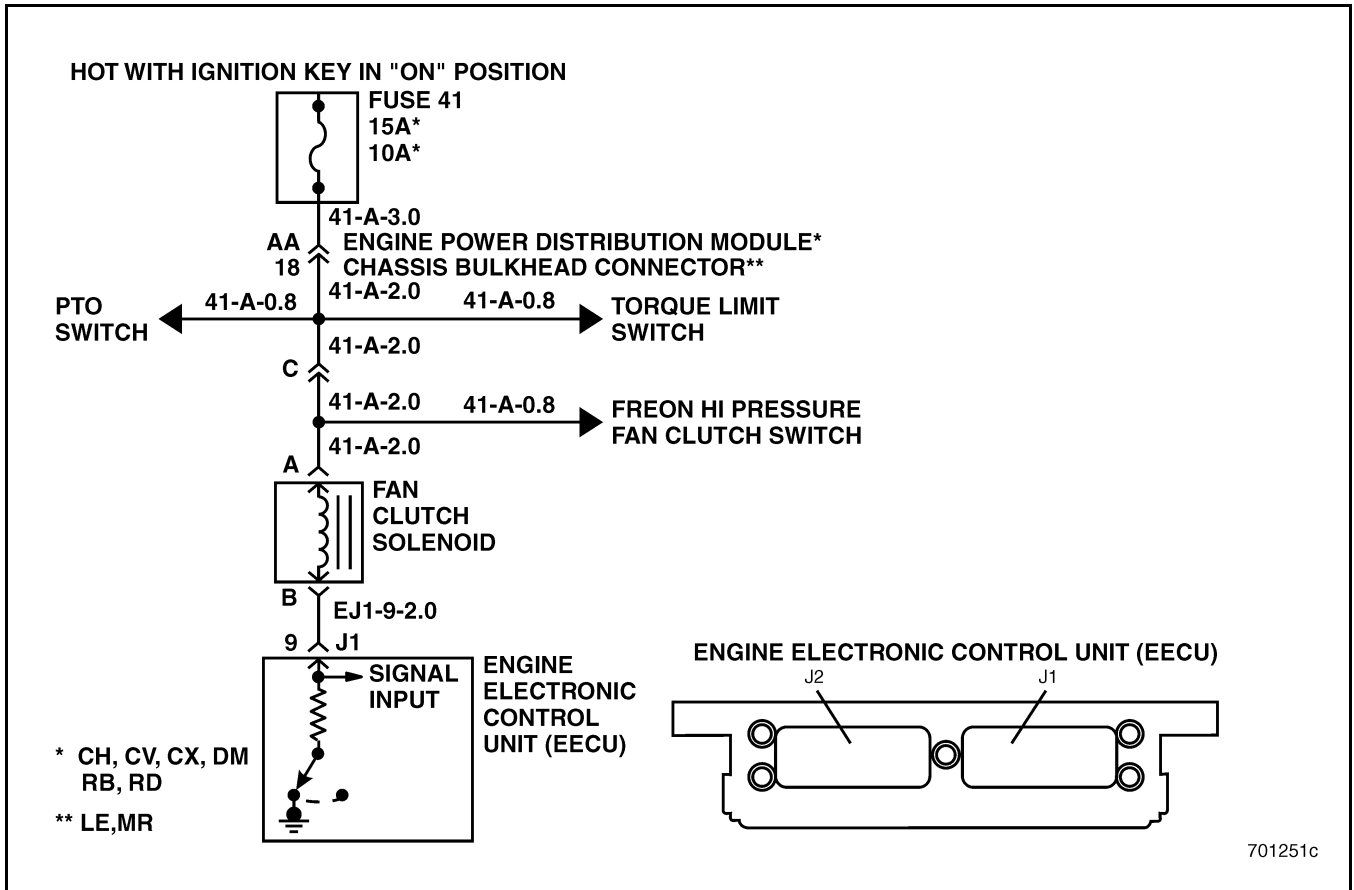 HOT WITH IGNITION KEY IN "ON" POSITION
FUSE 41
15A*
10A*
41-A-3.0
AA ENGINE POWER DISTRIBUTION MODULE*
18 CHASSIS BULKHEAD CONNECTOR**
41-A-0.8 41-A-2.0 41-A-0.8
PTO
SWITCH
TORQUE LIMIT
SWITCH
41-A-2.0
C
41-A-2.0 41-A-0.8
FREON HI PRESSURE
FAN CLUTCH SWITCH
41-A-2.0
A
FAN
CLUTCH
SOLENOID
B
EJ1-9-2.0
9 J1
SIGNAL
INPUT
ENGINE
ELECTRONIC
CONTROL
UNIT (EECU)
ENGINE ELECTRONIC CONTROL UNIT (EECU)
J2 J1
* CH, CV, CX, DM
RB, RD
** LE,MR
701251c